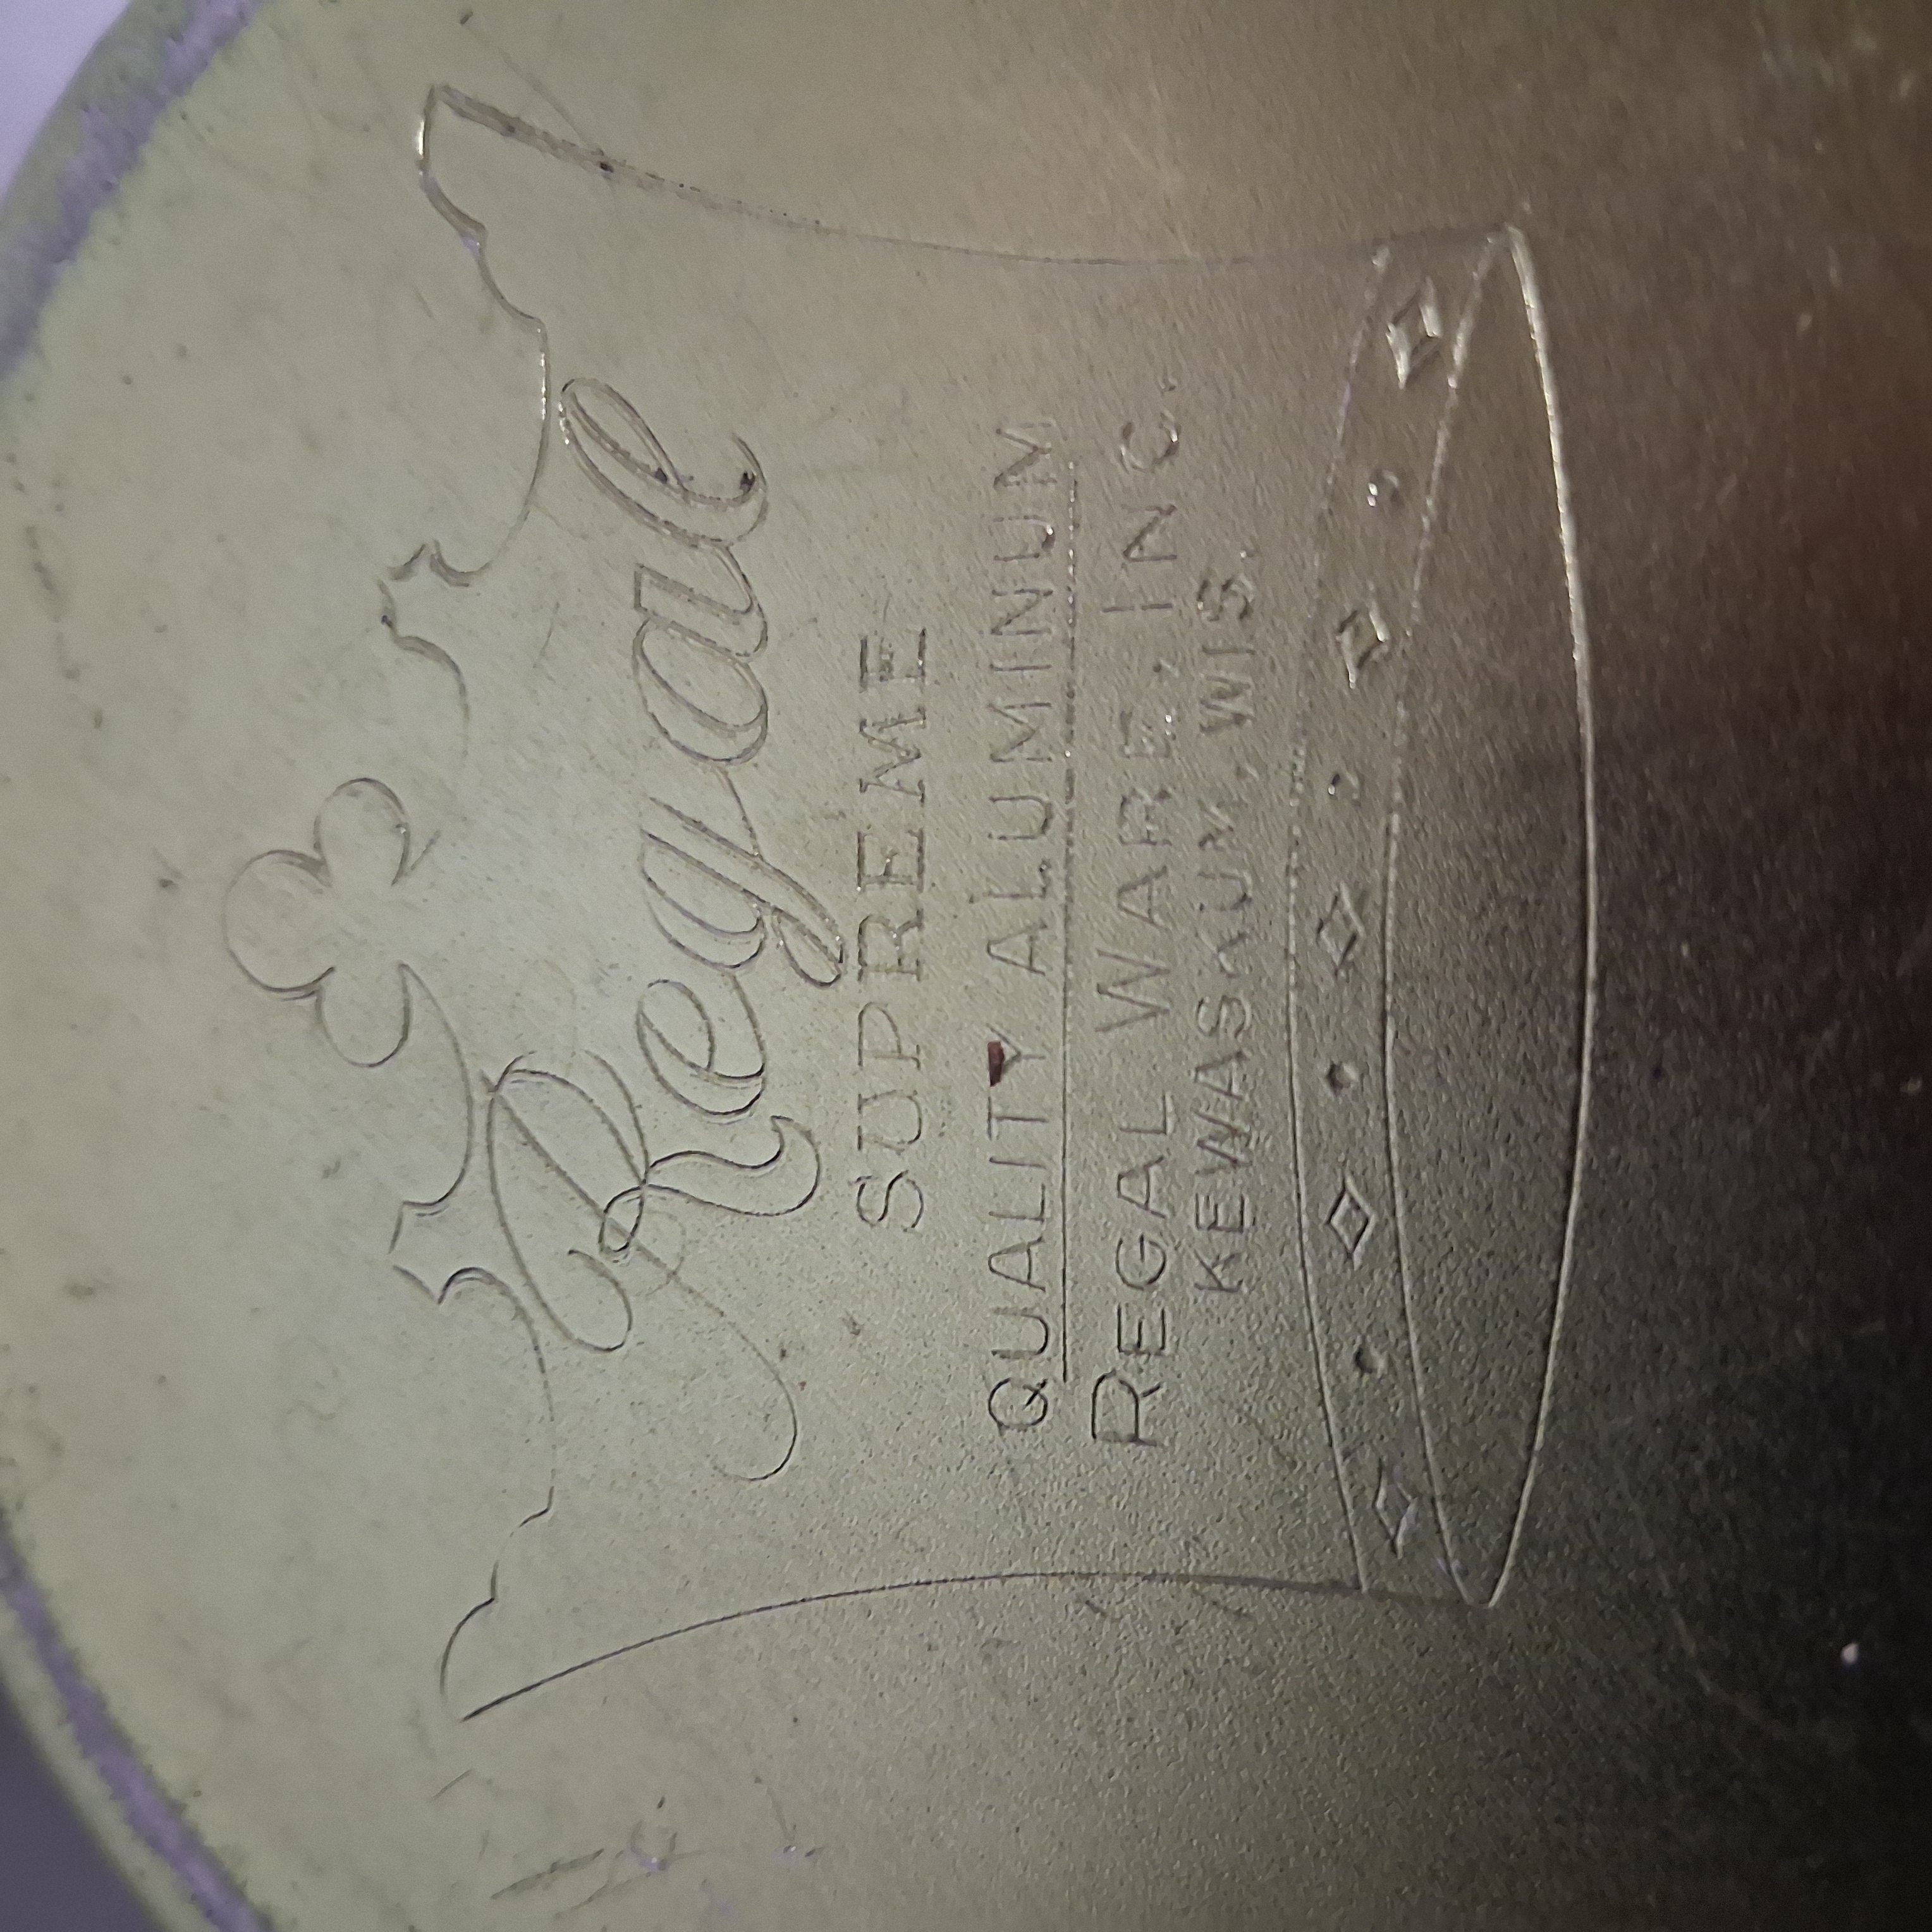 Regal
SUPREME
QUALITY ALUMINUM
REGAL WARE, INC.
KEWASKUM, WIS.